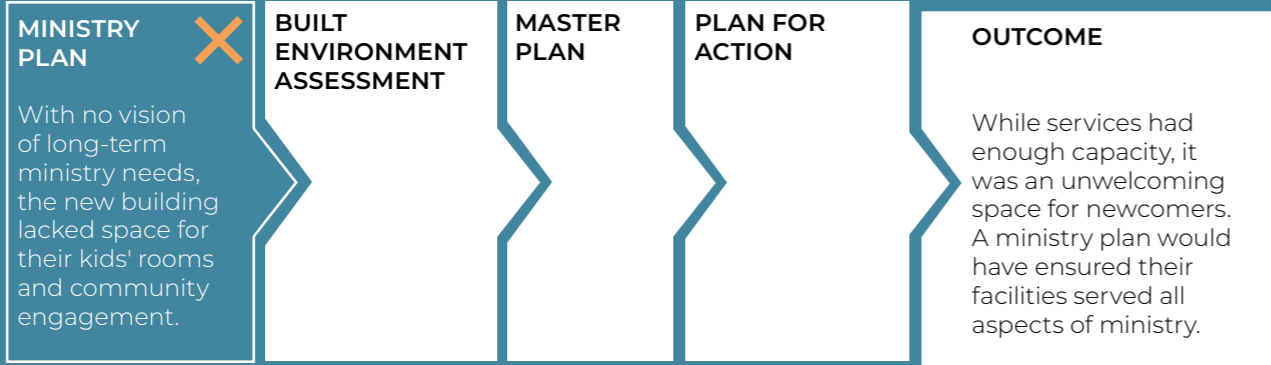 MINISTRY
PLAN
With no vision
of long-term
ministry needs,
the new building
lacked space for
their kids' rooms
and community
engagement.
BUILT
ENVIRONMENT
ASSESSMENT
MASTER
PLAN
PLAN FOR
ACTION
OUTCOME
While services had
enough capacity, it
was an unwelcoming
space for newcomers.
A ministry plan would
have ensured their
facilities served all
aspects of ministry.